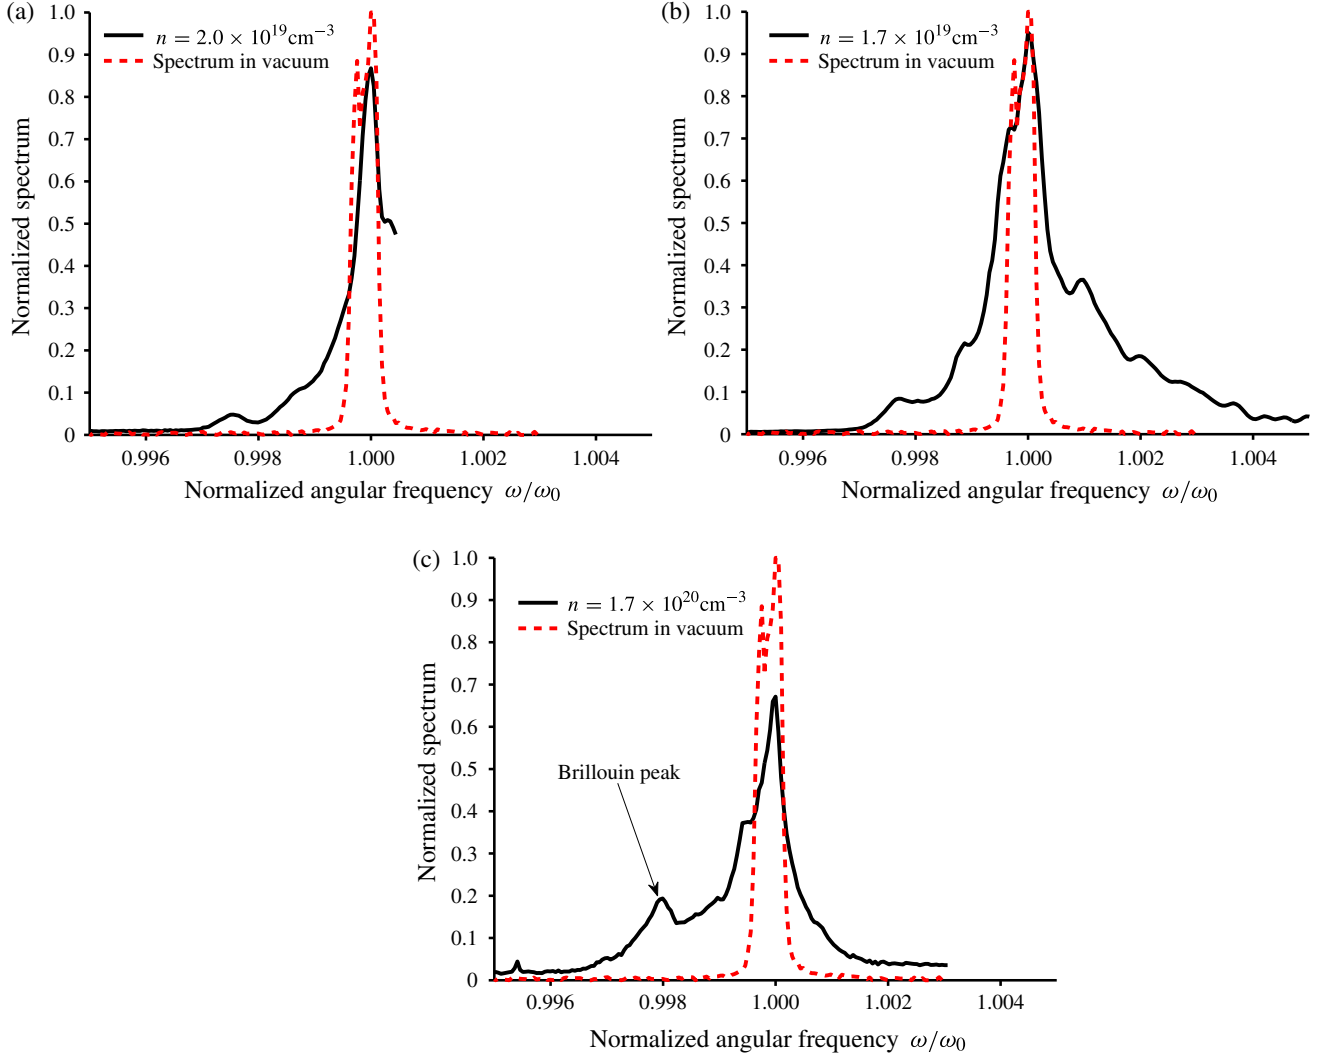 (a)
n = 2.0 × 10¹⁹cm⁻³
Spectrum in vacuum
Normalized spectrum
1.0
0.9
0.8
0.7
0.6
0.5
0.4
0.3
0.2
0.1
0
0.996 0.998 1.000 1.002 1.004
Normalized angular frequency ω/ω₀
(b)
n = 1.7 × 10¹⁹cm⁻³
Spectrum in vacuum
Normalized spectrum
1.0
0.9
0.8
0.7
0.6
0.5
0.4
0.3
0.2
0.1
0
0.996 0.998 1.000 1.002 1.004
Normalized angular frequency ω/ω₀
(c)
n = 1.7 × 10²⁰cm⁻³
Spectrum in vacuum
Brillouin peak
Normalized spectrum
1.0
0.9
0.8
0.7
0.6
0.5
0.4
0.3
0.2
0.1
0
0.996 0.998 1.000 1.002 1.004
Normalized angular frequency ω/ω₀